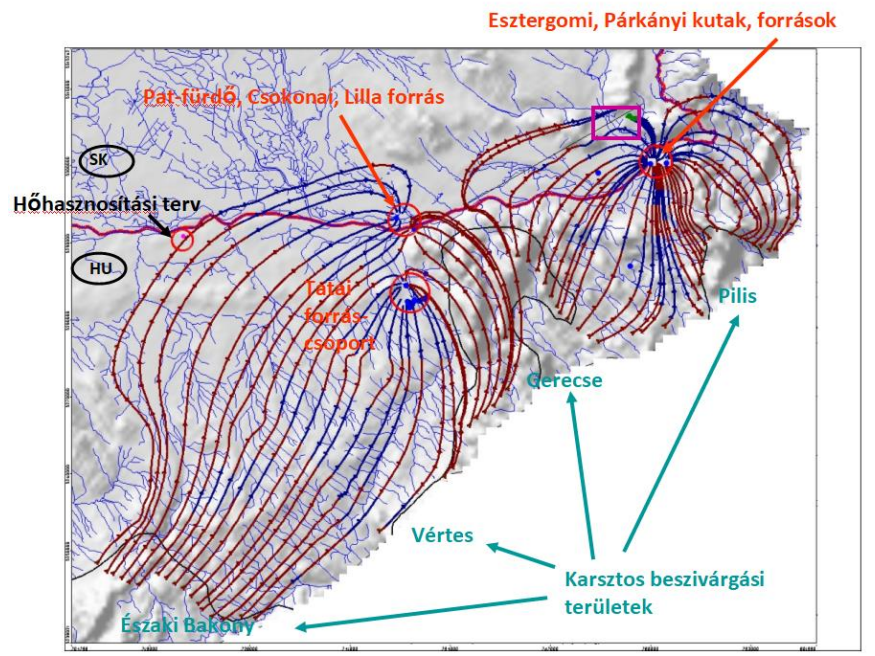 Esztergomi, Párkányi kutak, források
Pat-fürdő, Csokonai, Lilla forrás
SK
Hőhasznosítási terv
HU
Tatai
forrás-
csoport
Pilis
Gerecse
Vértes
Karsztos beszivárgási
területek
Északi Bakony